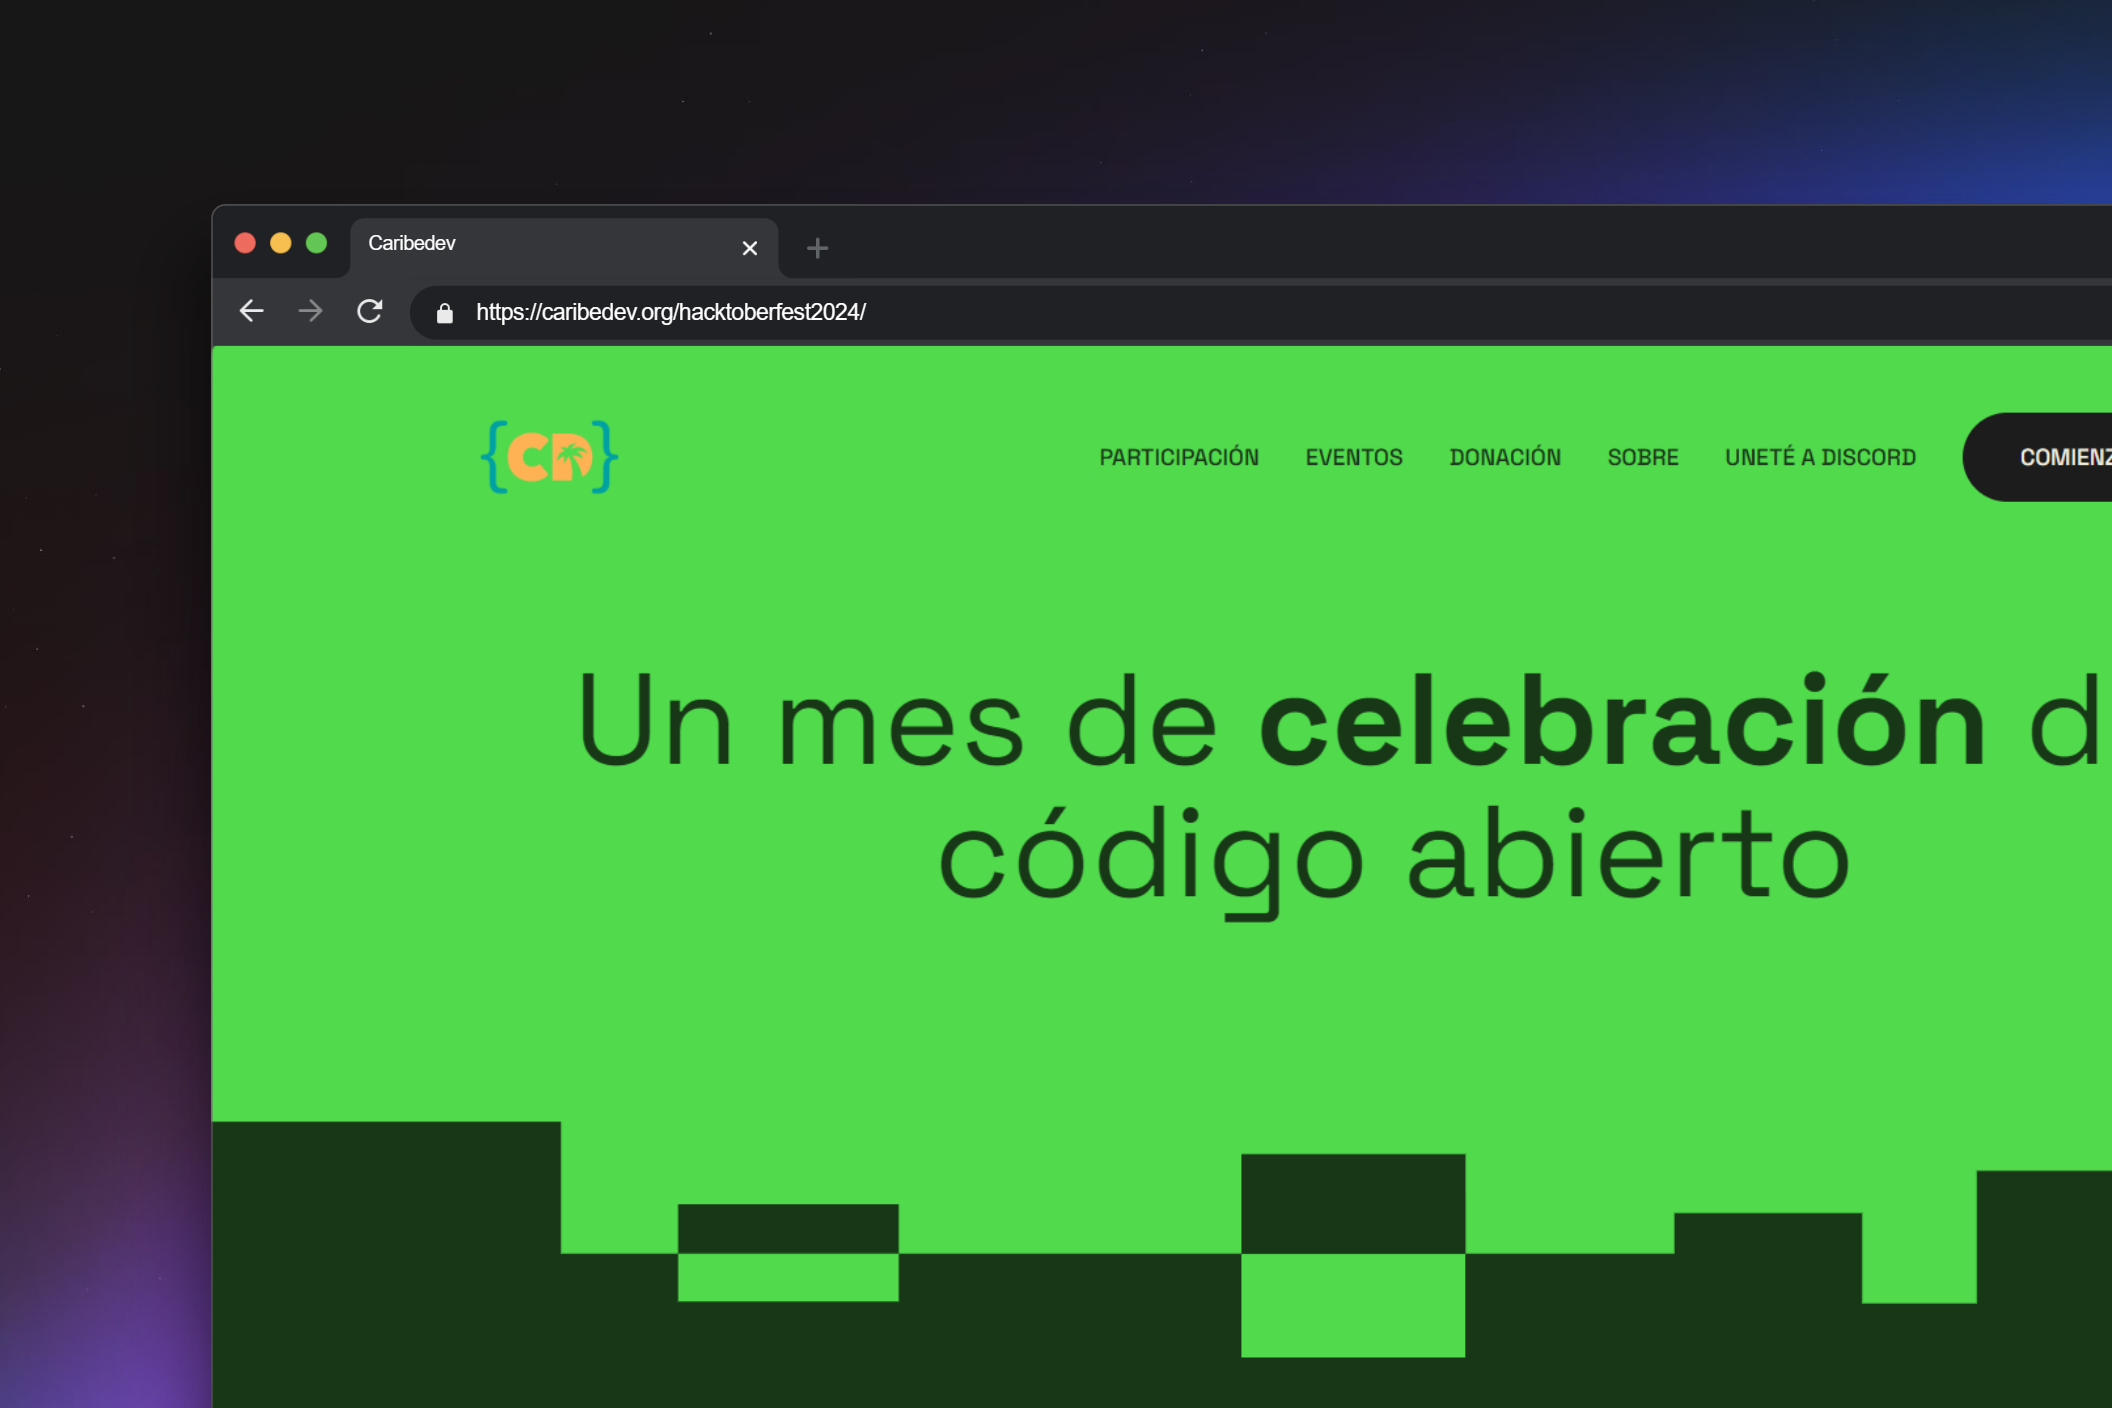 Caribedev
https://caribedev.org/hacktoberfest2024/
{CD}
PARTICIPACIÓN EVENTOS DONACIÓN SOBRE UNETÉ A DISCORD COMIENZ
Un mes de celebración d
código abierto